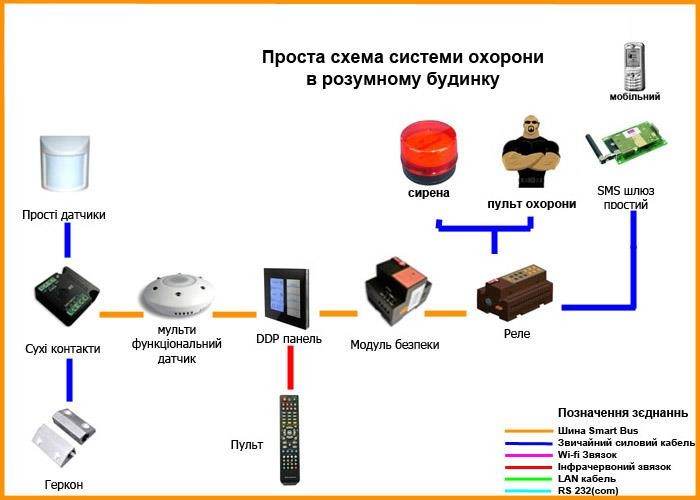 Проста схема системи охорони
в розумному будинку
мобільний
Прості датчики
сирена
пульт охорони
SMS шлюз
простий
Сухі контакти
мульти
функціональний
датчик
DDP панель
Модуль безпеки
Реле
Пульт
Геркон
Позначення зєднаннь
Шина Smart Bus
Звичайний силовий кабель
Wi-fi Звязок
Інфрачервоний звязок
LAN кабель
RS 232(com)